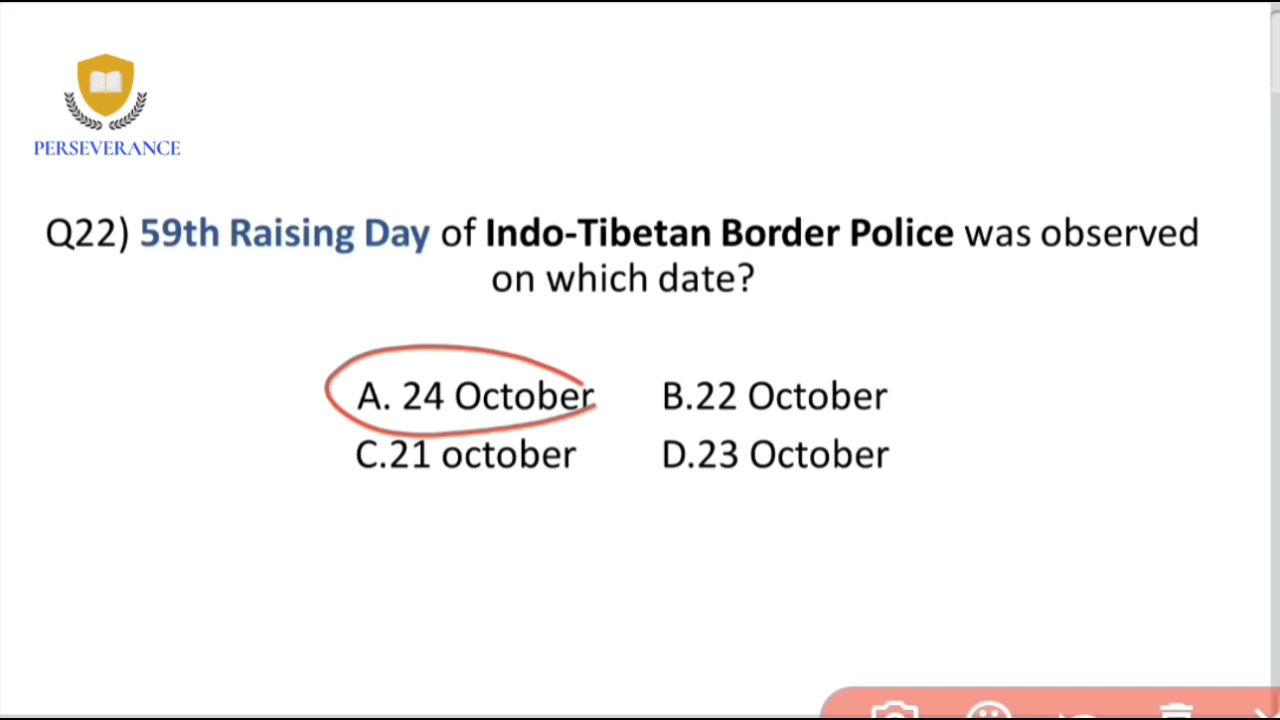 PERSEVERANCE
Q22) 59th Raising Day of Indo-Tibetan Border Police was observed
on which date?
A. 24 October B.22 October
C.21 october D.23 October